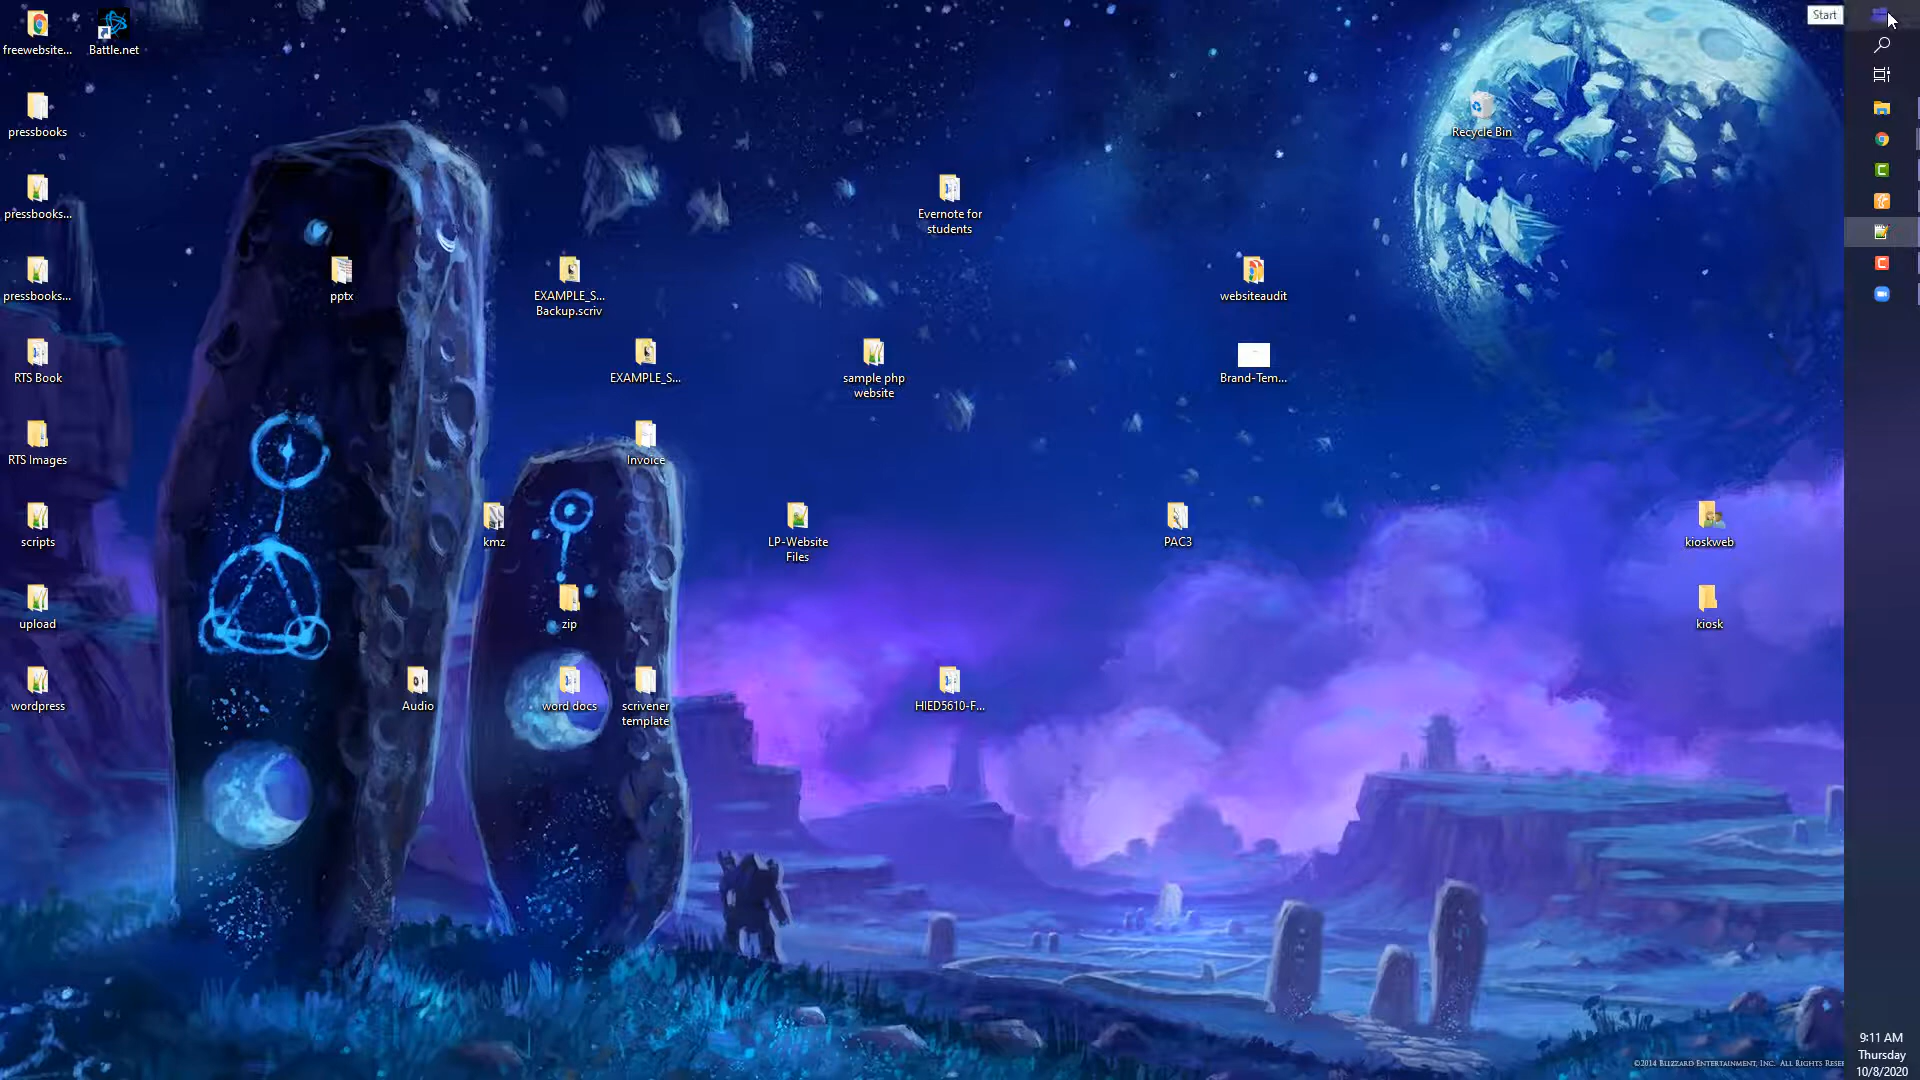 Start
freewebsite...
Battle.net
pressbooks
Recycle Bin
pressbooks...
Evernote for
students
pressbooks...
pptx
EXAMPLE_S...
Backup.scriv
websiteaudit
RTS Book
EXAMPLE_S...
sample php
website
Brand-Tem...
RTS Images
Invoice
scripts
kmz
LP-Website
Files
PAC3
kioskweb
upload
zip
kiosk
wordpress
Audio
word docs
scrivener
template
HIED5610-F...
9:11 AM
Thursday
10/8/2020
©2014 Blizzard Entertainment, Inc. All Rights Rese